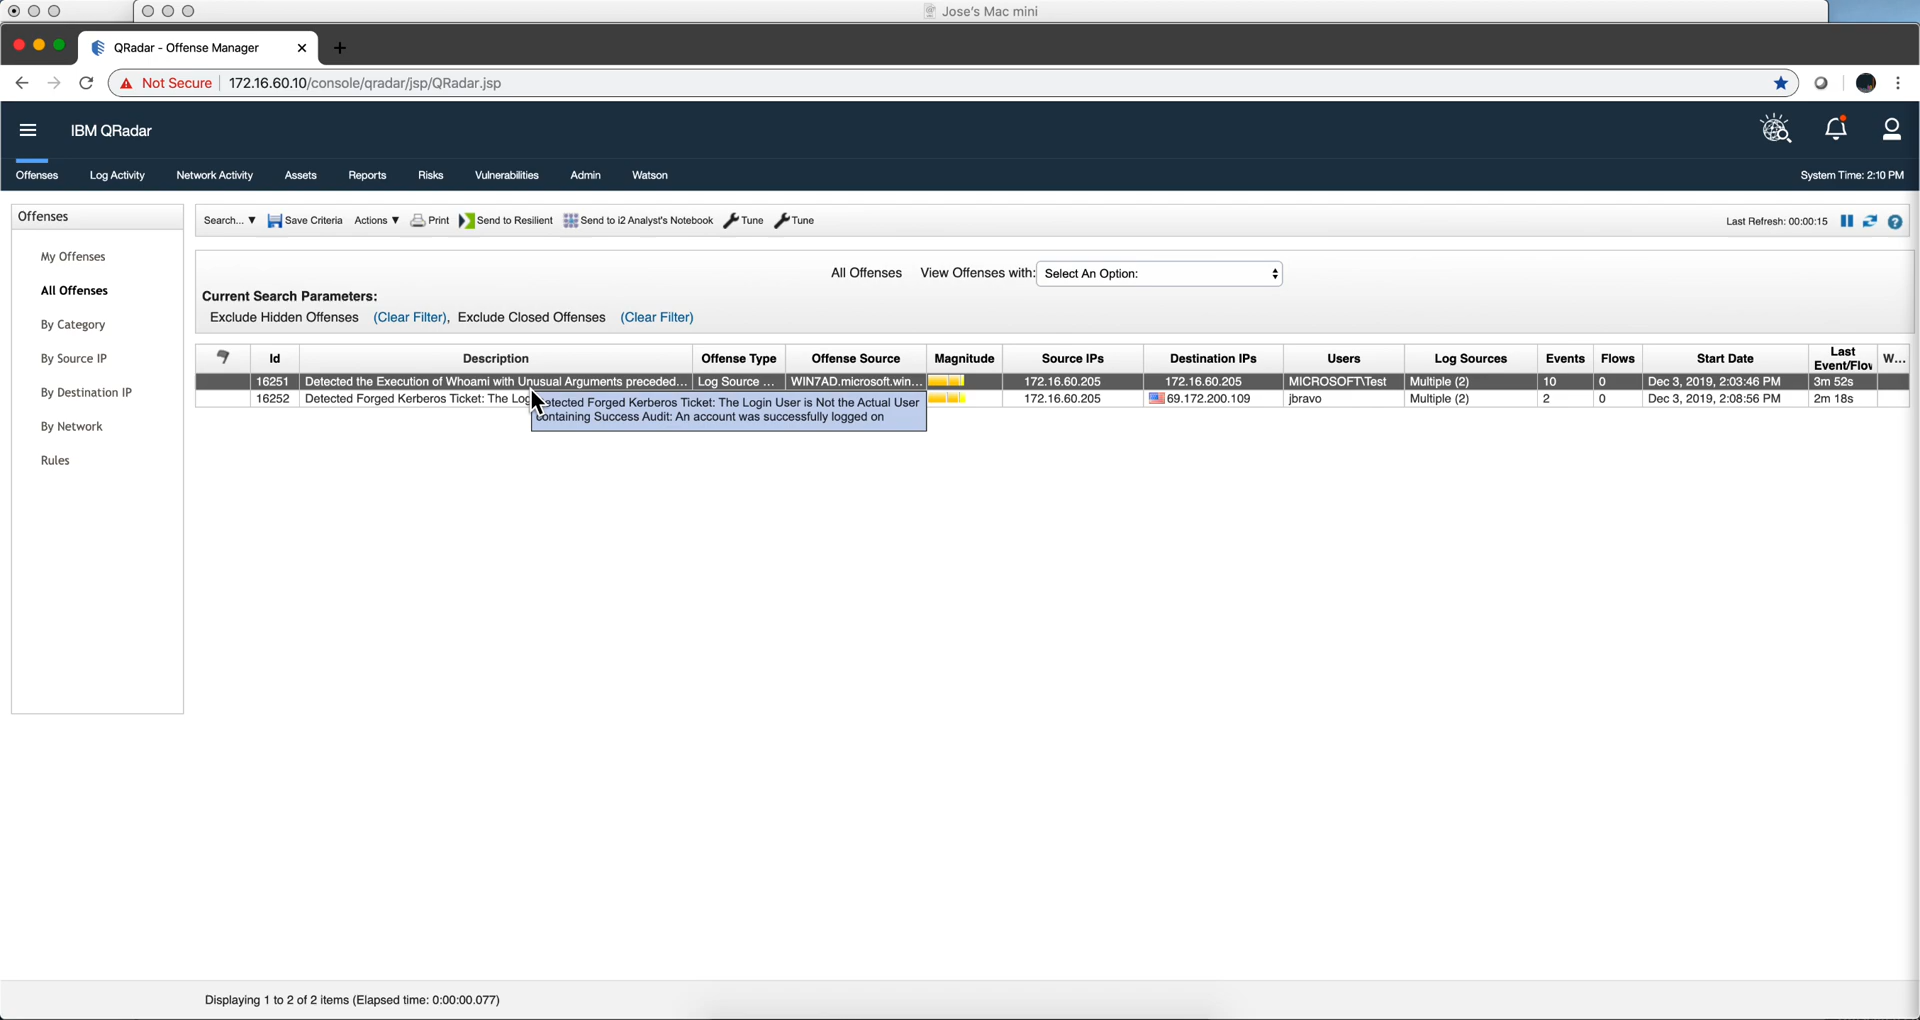 Jose's Mac mini
QRadar - Offense Manager
Not Secure 172.16.60.10/console/qradar/jsp/QRadar.jsp
IBM QRadar
Offenses Log Activity Network Activity Assets Reports Risks Vulnerabilities Admin Watson System Time: 2:10 PM
Offenses
My Offenses
All Offenses
By Category
By Source IP
By Destination IP
By Network
Rules
Search... ▼ Save Criteria Actions ▼ Print Send to Resilient Send to i2 Analyst's Notebook Tune Tune Last Refresh: 00:00:15
All Offenses View Offenses with: Select An Option:
Current Search Parameters:
Exclude Hidden Offenses (Clear Filter), Exclude Closed Offenses (Clear Filter)
Id Description Offense Type Offense Source Magnitude Source IPs Destination IPs Users Log Sources Events Flows Start Date Last Event/Flow W...
16251 Detected the Execution of Whoami with Unusual Arguments preceded... Log Source ... WIN7AD.microsoft.win... 172.16.60.205 172.16.60.205 MICROSOFT\Test Multiple (2) 10 0 Dec 3, 2019, 2:03:46 PM 3m 52s
16252 Detected Forged Kerberos Ticket: The Log 172.16.60.205 69.172.200.109 jbravo Multiple (2) 2 0 Dec 3, 2019, 2:08:56 PM 2m 18s
Detected Forged Kerberos Ticket: The Login User is Not the Actual User
containing Success Audit: An account was successfully logged on
Displaying 1 to 2 of 2 items (Elapsed time: 0:00:00.077)